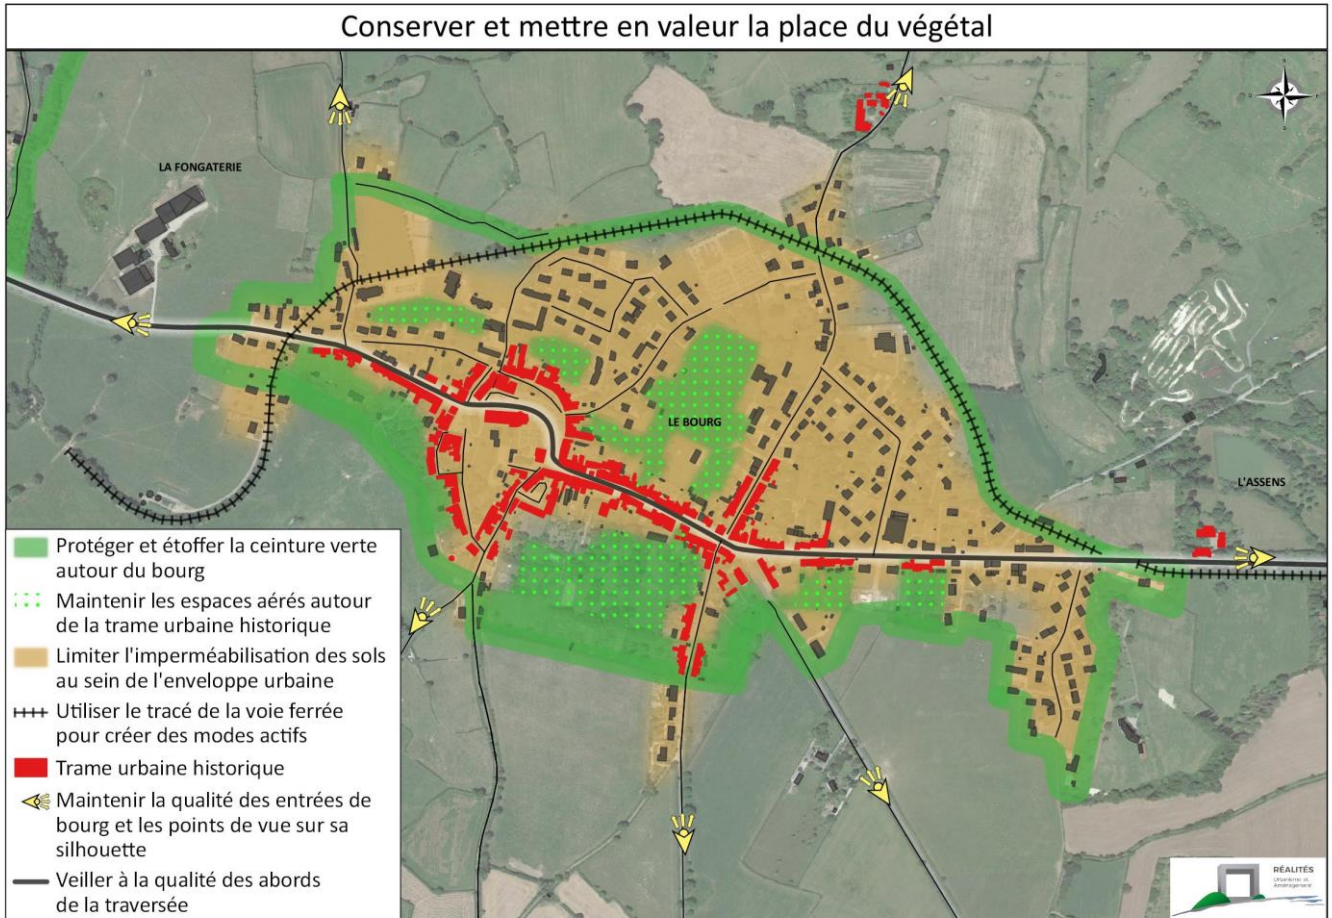 Conserver et mettre en valeur la place du végétal
LA FONGATERIE
LE BOURG
L'ASSENS
Protéger et étoffer la ceinture verte
autour du bourg
Maintenir les espaces aérés autour
de la trame urbaine historique
Limiter l'imperméabilisation des sols
au sein de l'enveloppe urbaine
Utiliser le tracé de la voie ferrée
pour créer des modes actifs
Trame urbaine historique
Maintenir la qualité des entrées de
bourg et les points de vue sur sa
silhouette
Veiller à la qualité des abords
de la traversée
RÉALITÉS
Urbanisme et
Aménagement